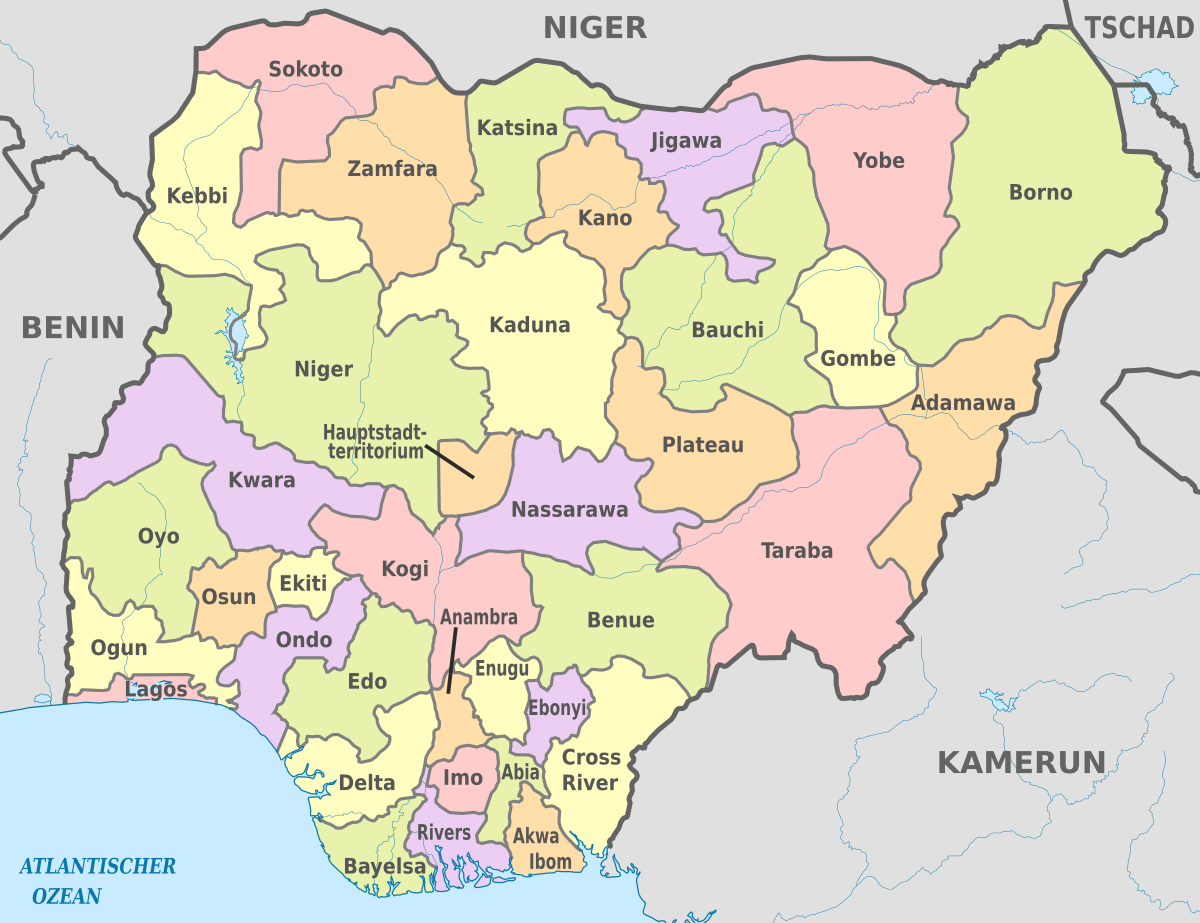 NIGER
TSCHAD
Sokoto
Katsina
Jigawa
Zamfara
Yobe
Kebbi
Borno
Kano
BENIN
Kaduna
Bauchi
Gombe
Niger
Adamawa
Hauptstadt-
territorium
Plateau
Kwara
Nassarawa
Oyo
Taraba
Kogi
Ekiti
Osun
Anambra
Benue
Ondo
Ogun
Enugu
Edo
Lagos
Ebonyi
Cross
River
KAMERUN
Delta
Imo
Abia
Rivers
Akwa
Ibom
Bayelsa
ATLANTISCHER
OZEAN